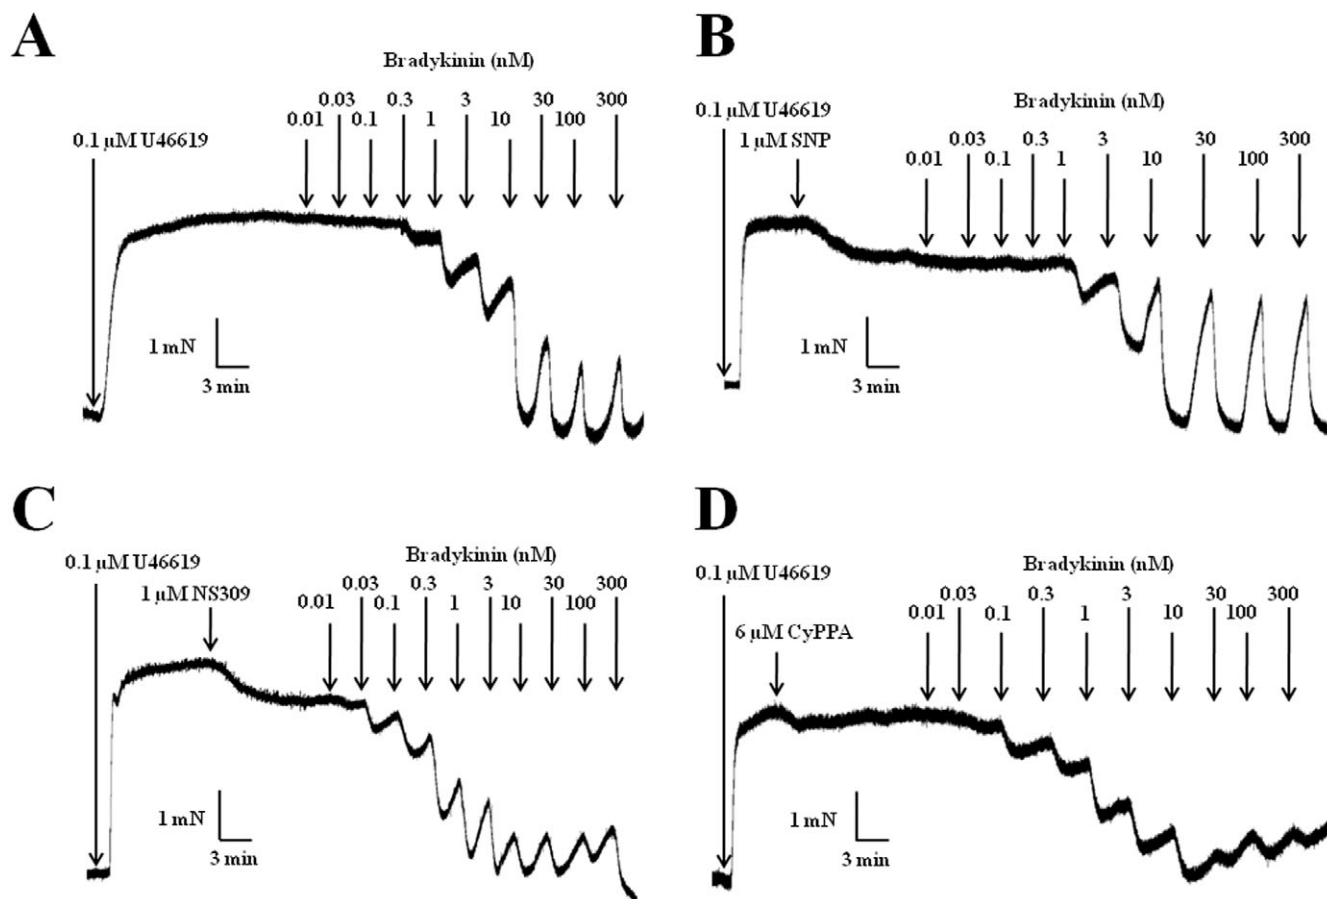 A
Bradykinin (nM)
0.03 0.3 3 30 300
0.01 0.1 1 10 100
0.1 µM U46619
1 mN
3 min
B
Bradykinin (nM)
0.1 µM U46619
1 µM SNP
0.03 0.3 3 30 300
0.01 0.1 1 10 100
1 mN
3 min
C
Bradykinin (nM)
0.1 µM U46619
1 µM NS309
0.03 0.3 3 30 300
0.01 0.1 1 10 100
1 mN
3 min
D
Bradykinin (nM)
0.1 µM U46619
6 µM CyPPA
0.03 0.3 3 30 300
0.01 0.1 1 10 100
1 mN
3 min